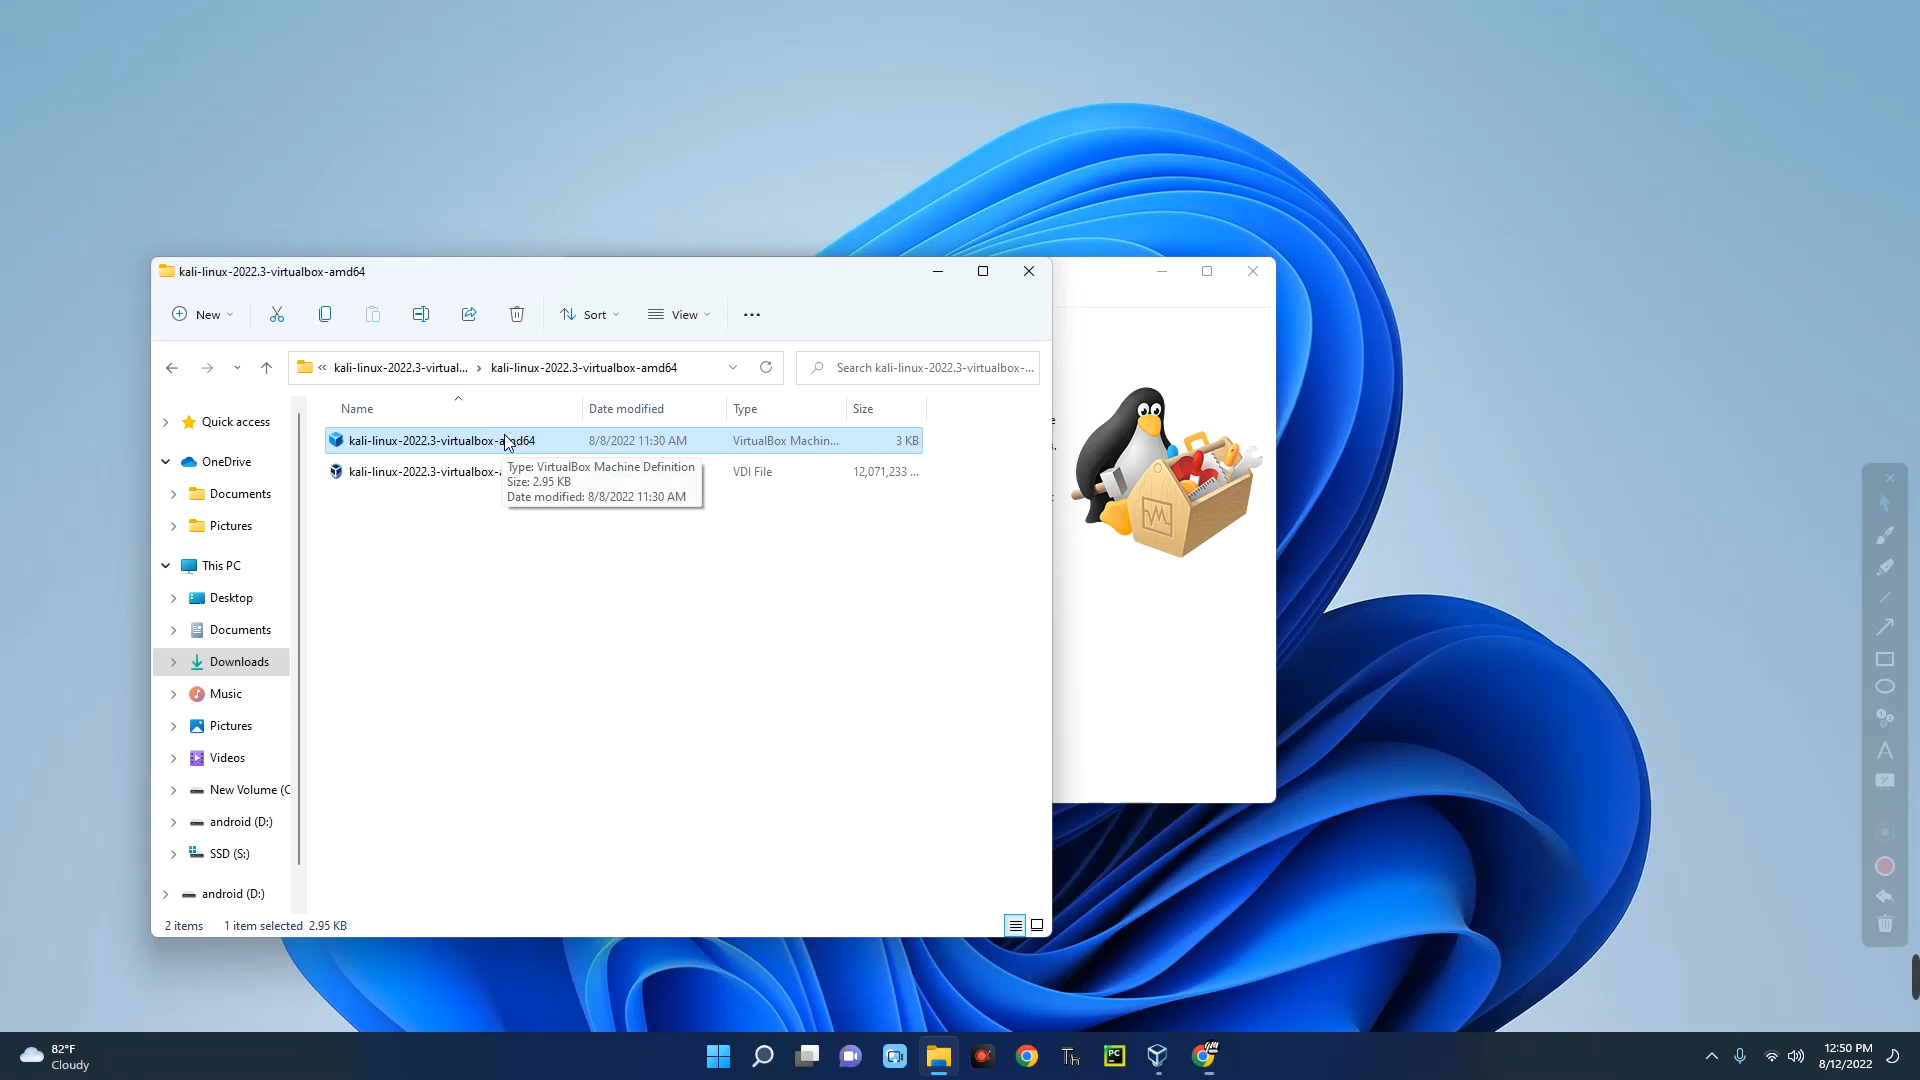 kali-linux-2022.3-virtualbox-amd64
New
Sort
View
« kali-linux-2022.3-virtual... > kali-linux-2022.3-virtualbox-amd64
Search kali-linux-2022.3-virtualbox-...
Name Date modified Type Size
kali-linux-2022.3-virtualbox-amd64 8/8/2022 11:30 AM VirtualBox Machin... 3 KB
kali-linux-2022.3-virtualbox- VDI File 12,071,233 ...
Type: VirtualBox Machine Definition
Size: 2.95 KB
Date modified: 8/8/2022 11:30 AM
Quick access
OneDrive
Documents
Pictures
This PC
Desktop
Documents
Downloads
Music
Pictures
Videos
New Volume (C
android (D:)
SSD (S:)
android (D:)
2 items 1 item selected 2.95 KB
82°F
Cloudy
Th
PC
12:50 PM
8/12/2022